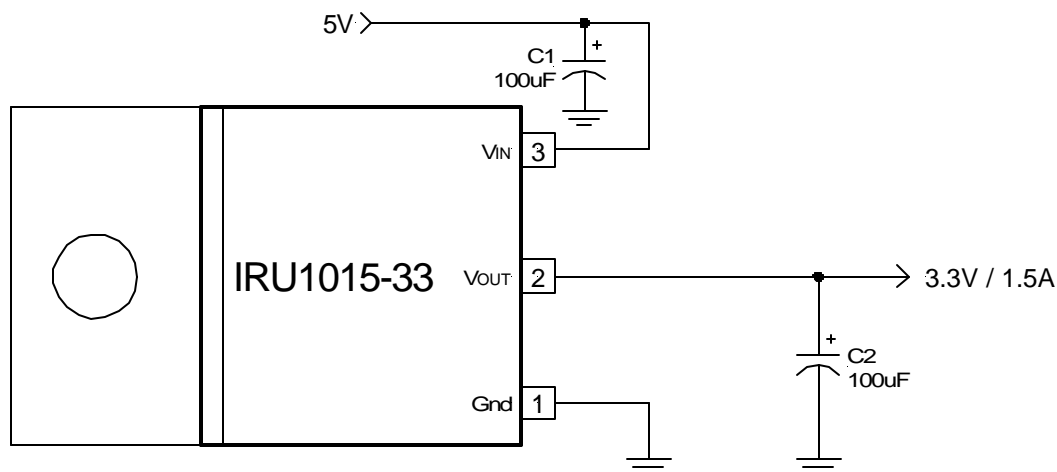 5V
C1
100uF
VIN 3
IRU1015-33
VOUT 2
3.3V / 1.5A
C2
100uF
Gnd 1